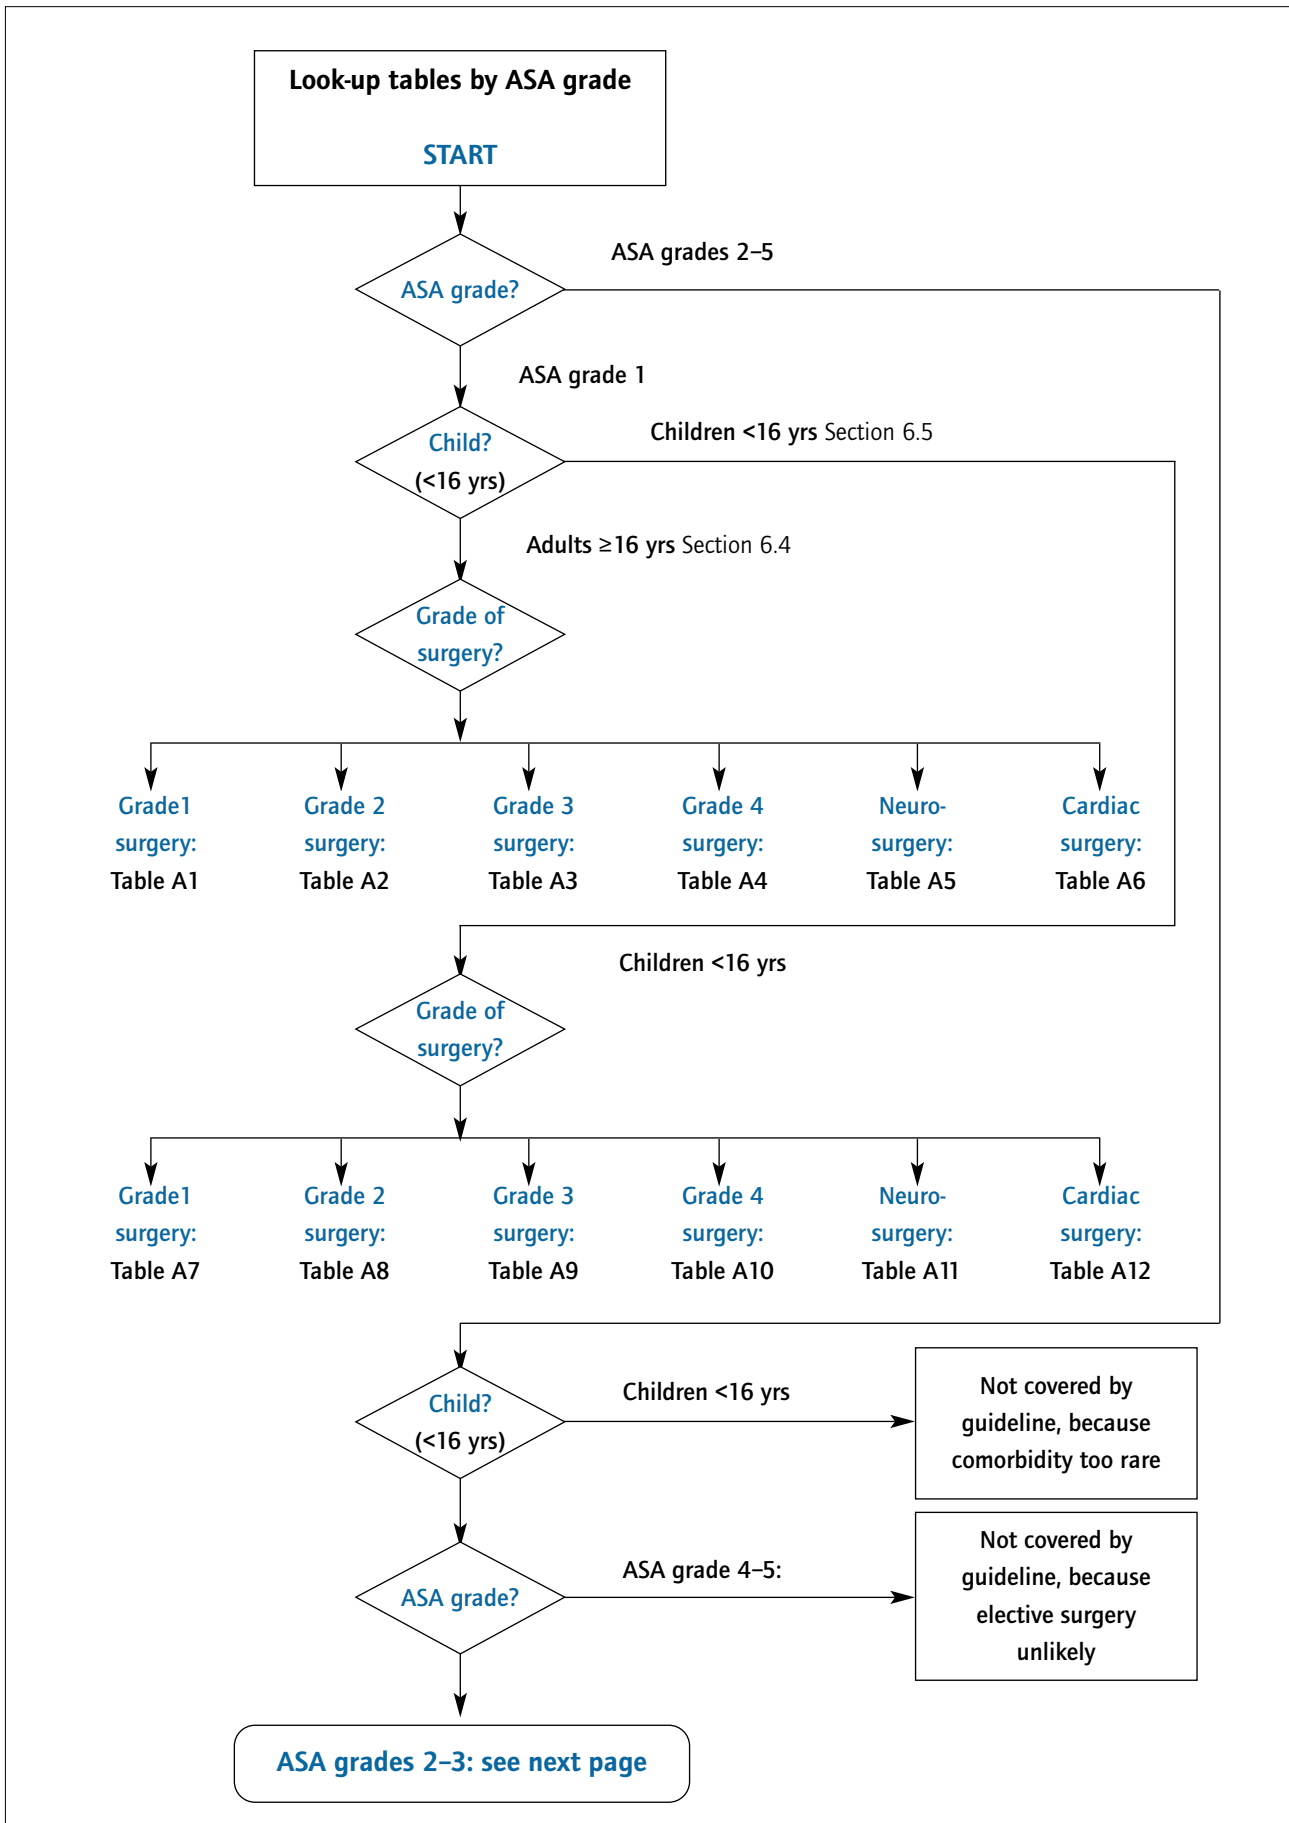 Look-up tables by ASA grade
START
ASA grades 2–5
ASA grade?
ASA grade 1
Children <16 yrs Section 6.5
Child?
(<16 yrs)
Adults ≥16 yrs Section 6.4
Grade of
surgery?
Grade1
surgery:
Table A1
Grade 2
surgery:
Table A2
Grade 3
surgery:
Table A3
Grade 4
surgery:
Table A4
Neuro-
surgery:
Table A5
Cardiac
surgery:
Table A6
Children <16 yrs
Grade of
surgery?
Grade1
surgery:
Table A7
Grade 2
surgery:
Table A8
Grade 3
surgery:
Table A9
Grade 4
surgery:
Table A10
Neuro-
surgery:
Table A11
Cardiac
surgery:
Table A12
Child?
(<16 yrs)
Children <16 yrs
Not covered by
guideline, because
comorbidity too rare
ASA grade?
ASA grade 4–5:
Not covered by
guideline, because
elective surgery
unlikely
ASA grades 2–3: see next page